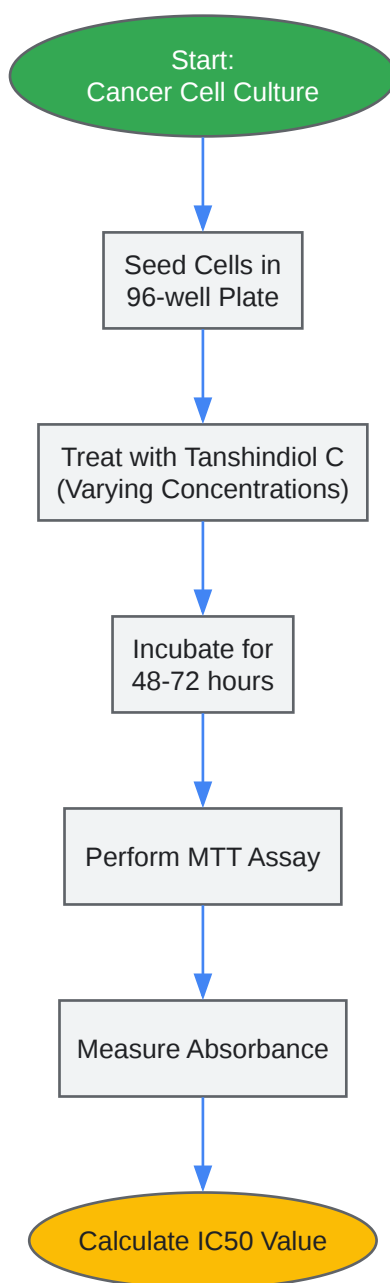 Start:
Cancer Cell Culture
Seed Cells in
96-well Plate
Treat with Tanshindiol C
(Varying Concentrations)
Incubate for
48-72 hours
Perform MTT Assay
Measure Absorbance
Calculate IC50 Value